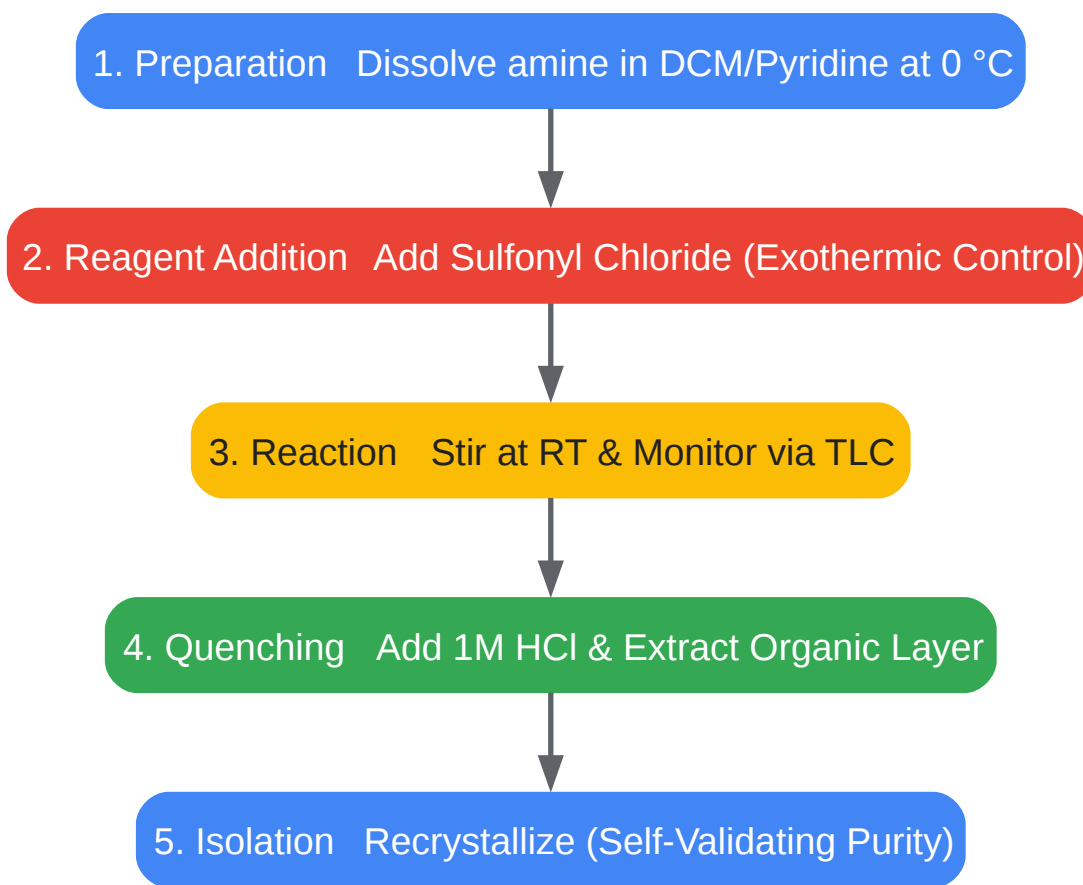 1. Preparation Dissolve amine in DCM/Pyridine at 0 °C
2. Reagent Addition Add Sulfonyl Chloride (Exothermic Control)
3. Reaction Stir at RT & Monitor via TLC
4. Quenching Add 1M HCl & Extract Organic Layer
5. Isolation Recrystallize (Self-Validating Purity)